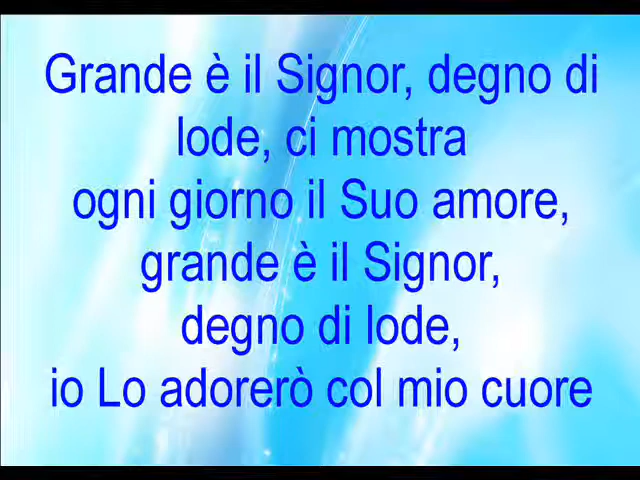 Grande è il Signor, degno di
lode, ci mostra
ogni giorno il Suo amore,
grande è il Signor,
degno di lode,
io Lo adorerò col mio cuore